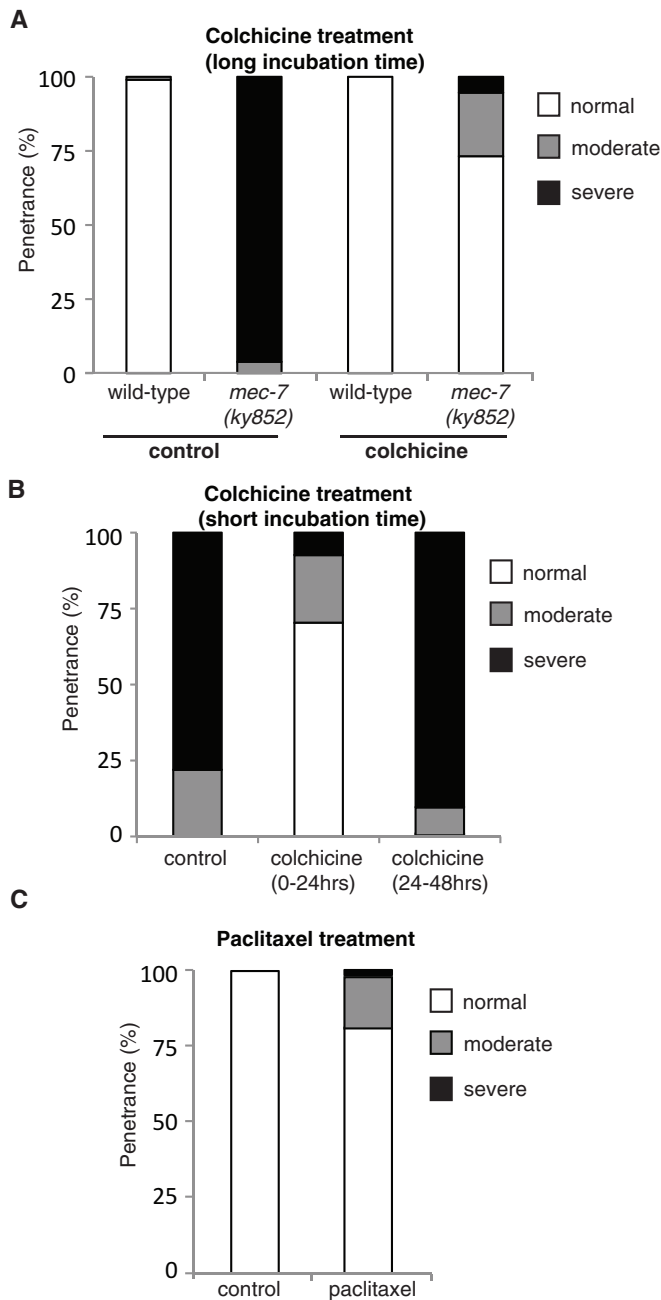 A
Colchicine treatment
(long incubation time)
Penetrance (%)
100
75
50
25
0
normal
moderate
severe
wild-type
mec-7
(ky852)
wild-type
mec-7
(ky852)
control
colchicine
B
Colchicine treatment
(short incubation time)
Penetrance (%)
100
75
50
25
0
normal
moderate
severe
control
colchicine
(0-24hrs)
colchicine
(24-48hrs)
C
Paclitaxel treatment
Penetrance (%)
100
75
50
25
0
normal
moderate
severe
control
paclitaxel